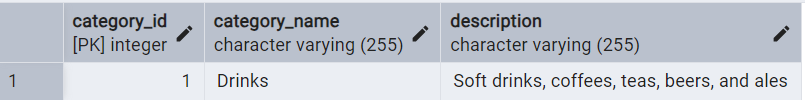 category_id category_name description
[PK] integer character varying (255) character varying (255)
1 1 Drinks Soft drinks, coffees, teas, beers, and ales